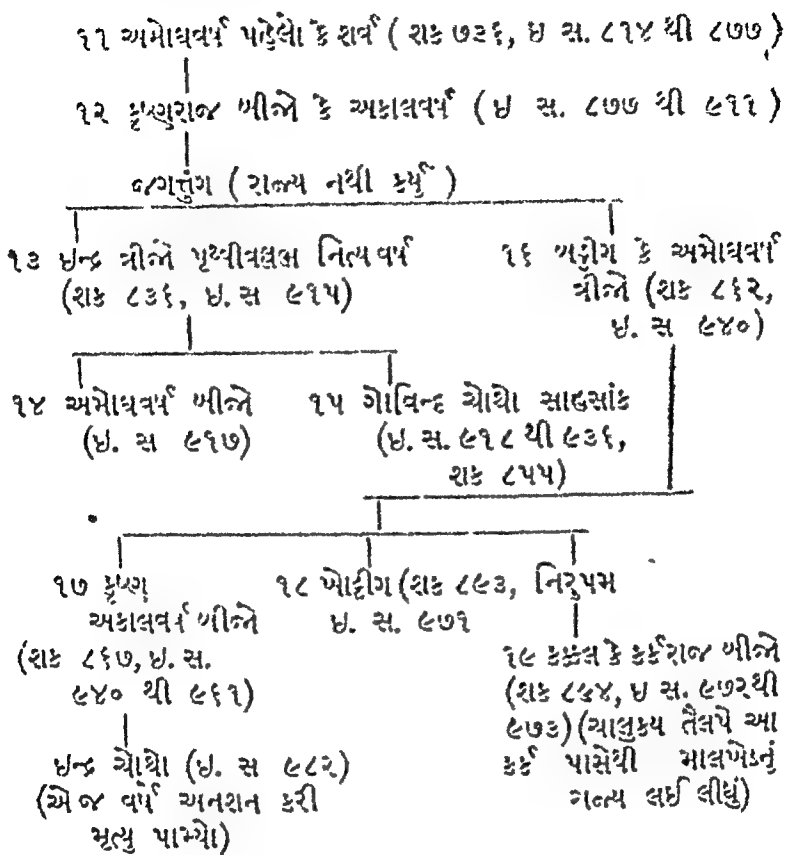 ૧૧ અમોઘવર્ષ પહેલો કે શર્વ ( શક ૭૩૬, ઇ સ. ૮૧૪ થી ૮૭૭ )
૧૨ કૃષ્ણરાજ બીજો કે અકાલવર્ષ ( ઇ સ. ૮૭૭ થી ૯૧૧ )
જગત્તુંગ ( રાજ્ય નથી કર્યું )
૧૩ ઇન્દ્ર ત્રીજો પૃથ્વીવલ્લભ નિત્યવર્ષ
(શક ૮૩૬, ઇ. સ ૯૧૫)
૧૬ બદ્દીગ કે અમોઘવર્ષ
ત્રીજો (શક ૮૬૨,
ઇ. સ ૯૪૦)
૧૪ અમોઘવર્ષ બીજો
(ઇ. સ ૯૧૭)
૧૫ ગોવિન્દ ચોથો સાહસાંક
(ઇ. સ. ૯૧૮ થી ૯૩૬,
શક ૮૫૫)
૧૭ કૃષ્ણ
અકાલવર્ષ બીજો
(શક ૮૬૭, ઇ. સ.
૯૪૦ થી ૯૬૧)
ઇન્દ્ર ચોથો (ઇ. સ ૯૮૨)
(એ જ વર્ષે અનશન કરી
મૃત્યુ પામ્યો)
૧૮ ખોટ્ટીગ (શક ૮૯૩,
ઇ. સ. ૯૭૧
નિરુપમ
૧૯ કક્કલ કે કર્કરાજ બીજો
(શક ૮૯૪, ઇ સ. ૯૭૨થી
૯૭૩) (ચાલુક્ય તૈલપે આ
કર્ક પાસેથી માલખેડનું
રાજ્ય લઈ લીધું)